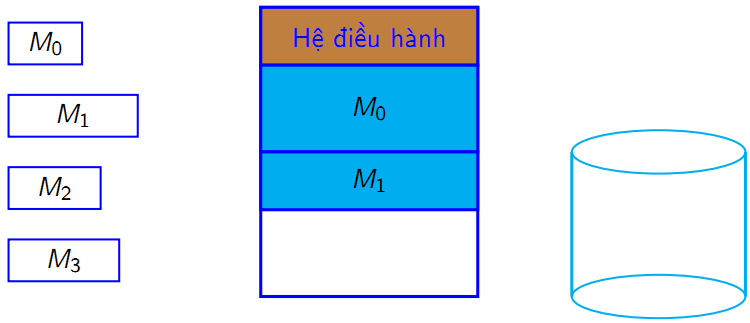 M₀
M₁
M₂
M₃
Hệ điều hành
M₀
M₁